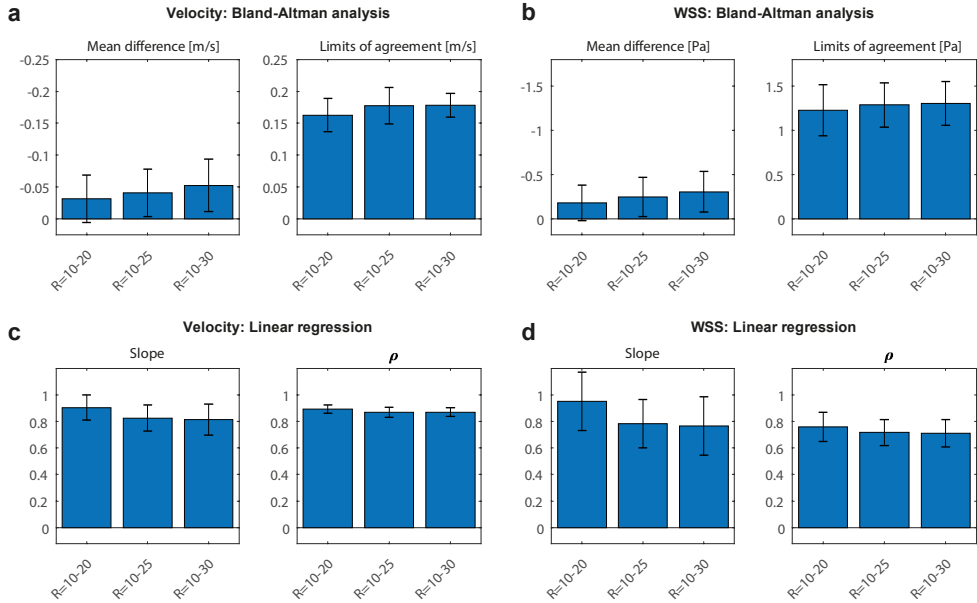 a
Velocity: Bland-Altman analysis
Mean difference [m/s]
-0.25
-0.2
-0.15
-0.1
-0.05
0
R=10-20
R=10-25
R=10-30
Limits of agreement [m/s]
0.25
0.2
0.15
0.1
0.05
0
R=10-20
R=10-25
R=10-30
b
WSS: Bland-Altman analysis
Mean difference [Pa]
-1.5
-1
-0.5
0
R=10-20
R=10-25
R=10-30
Limits of agreement [Pa]
1.5
1
0.5
0
R=10-20
R=10-25
R=10-30
c
Velocity: Linear regression
Slope
1
0.8
0.6
0.4
0.2
0
R=10-20
R=10-25
R=10-30
ρ
1
0.8
0.6
0.4
0.2
0
R=10-20
R=10-25
R=10-30
d
WSS: Linear regression
Slope
1
0.8
0.6
0.4
0.2
0
R=10-20
R=10-25
R=10-30
ρ
1
0.8
0.6
0.4
0.2
0
R=10-20
R=10-25
R=10-30